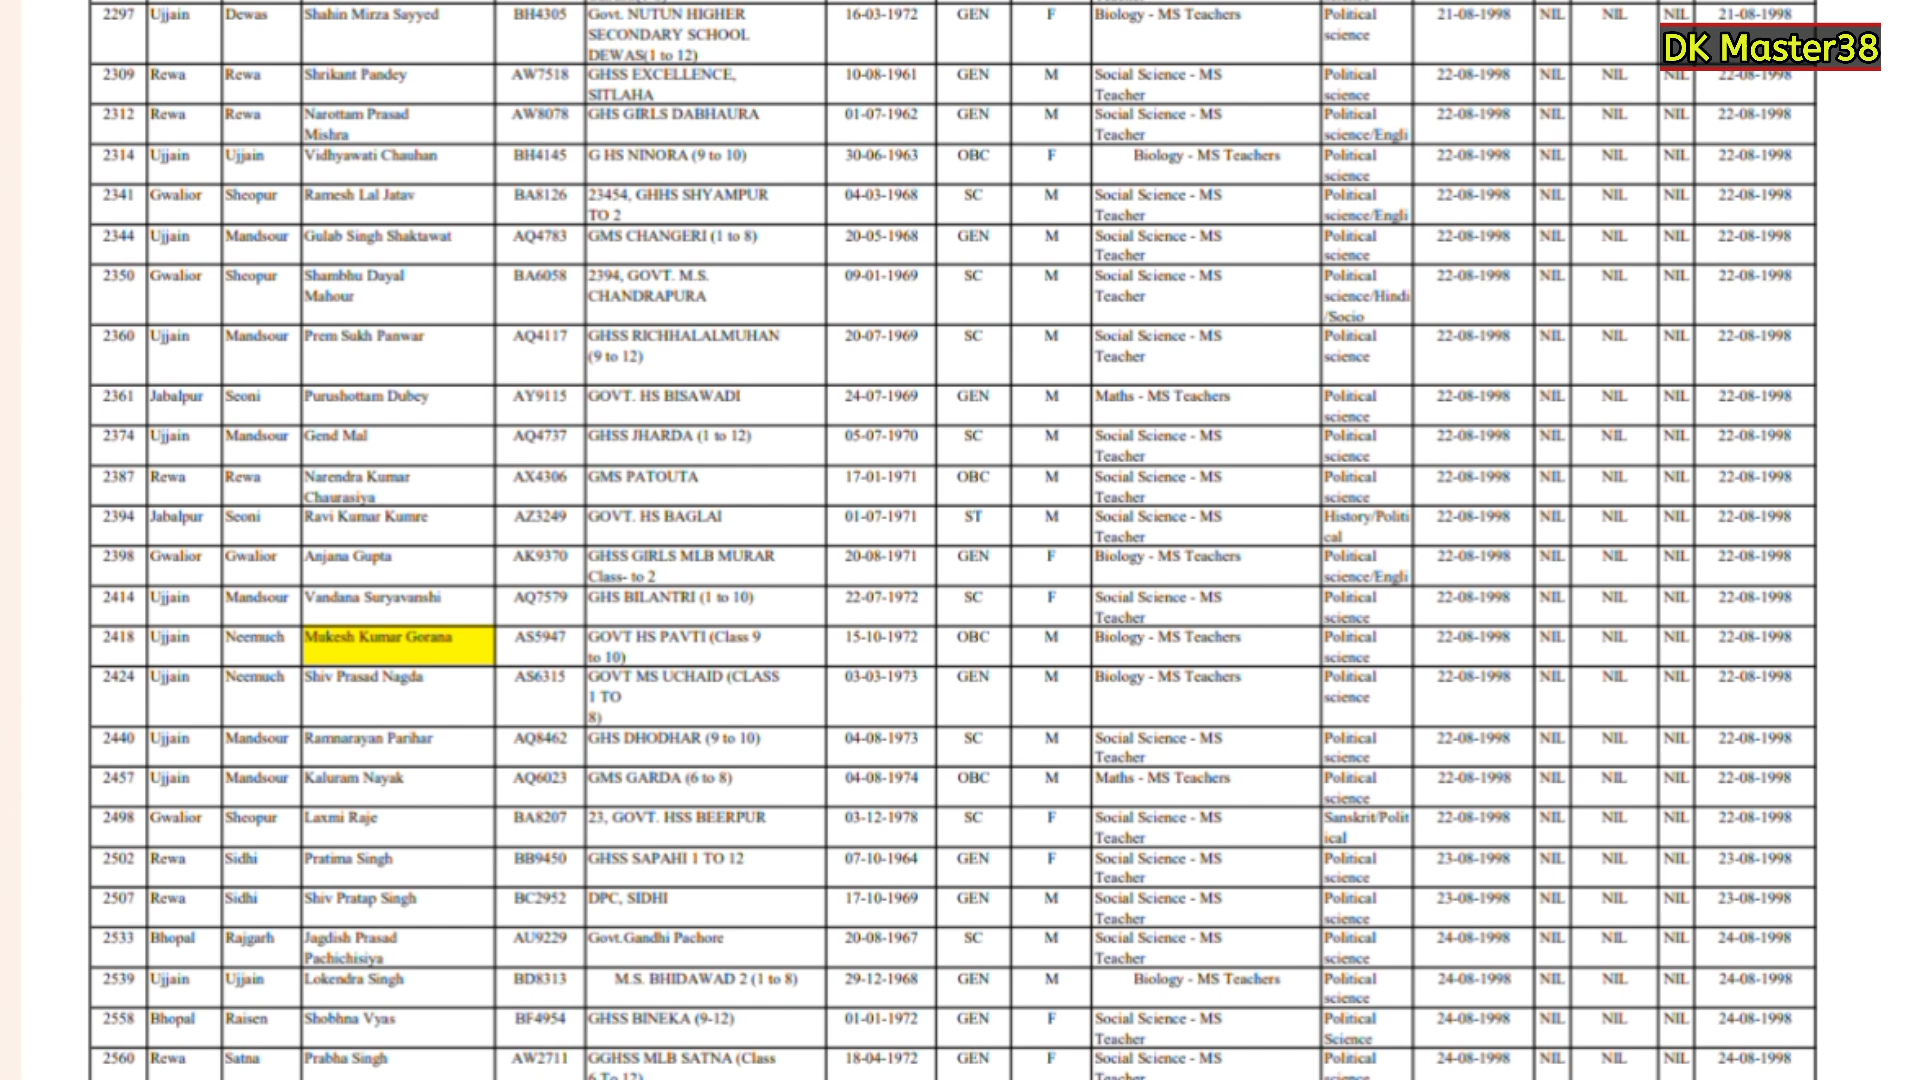 2297 Ujjain Dewas Shahin Mirza Sayyed BH4305 Govt. NUTUN HIGHER 16-03-1972 GEN F Biology - MS Teachers Political 21-08-1998 NIL NIL NIL 21-08-1998
SECONDARY SCHOOL science
DEWAS(1 to 12)
DK Master38
2309 Rewa Rewa Shrikant Pandey AW7518 GHSS EXCELLENCE, 10-08-1961 GEN M Social Science - MS Political 22-08-1998 NIL NIL NIL 22-08-1998
SITLAHA Teacher science
2312 Rewa Rewa Narottam Prasad AW8078 GHS GIRLS DABHAURA 01-07-1962 GEN M Social Science - MS Political 22-08-1998 NIL NIL NIL 22-08-1998
Mishra Teacher science/Engli
2314 Ujjain Ujjain Vidhyawati Chauhan BH4145 G HS NINORA (9 to 10) 30-06-1963 OBC F Biology - MS Teachers Political 22-08-1998 NIL NIL NIL 22-08-1998
science
2341 Gwalior Sheopur Ramesh Lal Jatav BA8126 23454, GHHS SHYAMPUR 04-03-1968 SC M Social Science - MS Political 22-08-1998 NIL NIL NIL 22-08-1998
TO 2 Teacher science/Engli
2344 Ujjain Mandsour Gulab Singh Shaktawat AQ4783 GMS CHANGERI (1 to 8) 20-05-1968 GEN M Social Science - MS Political 22-08-1998 NIL NIL NIL 22-08-1998
Teacher science
2350 Gwalior Sheopur Shambhu Dayal BA6058 2394, GOVT. M.S. 09-01-1969 SC M Social Science - MS Political 22-08-1998 NIL NIL NIL 22-08-1998
Mahour CHANDRAPURA Teacher science/Hindi
/Socio
2360 Ujjain Mandsour Prem Sukh Panwar AQ4117 GHSS RICHHALALMUHAN 20-07-1969 SC M Social Science - MS Political 22-08-1998 NIL NIL NIL 22-08-1998
(9 to 12) Teacher science
2361 Jabalpur Seoni Purushottam Dubey AY9115 GOVT. HS BISAWADI 24-07-1969 GEN M Maths - MS Teachers Political 22-08-1998 NIL NIL NIL 22-08-1998
science
2374 Ujjain Mandsour Gend Mal AQ4737 GHSS JHARDA (1 to 12) 05-07-1970 SC M Social Science - MS Political 22-08-1998 NIL NIL NIL 22-08-1998
Teacher science
2387 Rewa Rewa Narendra Kumar AX4306 GMS PATOUTA 17-01-1971 OBC M Social Science - MS Political 22-08-1998 NIL NIL NIL 22-08-1998
Chaurasiya Teacher science
2394 Jabalpur Seoni Ravi Kumar Kumre AZ3249 GOVT. HS BAGLAI 01-07-1971 ST M Social Science - MS History/Politi 22-08-1998 NIL NIL NIL 22-08-1998
Teacher cal
2398 Gwalior Gwalior Anjana Gupta AK9370 GHSS GIRLS MLB MURAR 20-08-1971 GEN F Biology - MS Teachers Political 22-08-1998 NIL NIL NIL 22-08-1998
Class- to 2 science/Engli
2414 Ujjain Mandsour Vandana Suryavanshi AQ7579 GHS BILANTRI (1 to 10) 22-07-1972 SC F Social Science - MS Political 22-08-1998 NIL NIL NIL 22-08-1998
Teacher science
2418 Ujjain Neemuch Mukesh Kumar Gorana AS5947 GOVT HS PAVTI (Class 9 15-10-1972 OBC M Biology - MS Teachers Political 22-08-1998 NIL NIL NIL 22-08-1998
to 10) science
2424 Ujjain Neemuch Shiv Prasad Nagda AS6315 GOVT MS UCHAID (CLASS 03-03-1973 GEN M Biology - MS Teachers Political 22-08-1998 NIL NIL NIL 22-08-1998
1 TO science
8)
2440 Ujjain Mandsour Ramnarayan Parihar AQ8462 GHS DHODHAR (9 to 10) 04-08-1973 SC M Social Science - MS Political 22-08-1998 NIL NIL NIL 22-08-1998
Teacher science
2457 Ujjain Mandsour Kaluram Nayak AQ6023 GMS GARDA (6 to 8) 04-08-1974 OBC M Maths - MS Teachers Political 22-08-1998 NIL NIL NIL 22-08-1998
science
2498 Gwalior Sheopur Laxmi Raje BA8207 23, GOVT. HSS BEERPUR 03-12-1978 SC F Social Science - MS Sanskrit/Polit 22-08-1998 NIL NIL NIL 22-08-1998
Teacher ical
2502 Rewa Sidhi Pratima Singh BB9450 GHSS SAPAHI 1 TO 12 07-10-1964 GEN F Social Science - MS Political 23-08-1998 NIL NIL NIL 23-08-1998
Teacher science
2507 Rewa Sidhi Shiv Pratap Singh BC2952 DPC, SIDHI 17-10-1969 GEN M Social Science - MS Political 23-08-1998 NIL NIL NIL 23-08-1998
Teacher science
2533 Bhopal Rajgarh Jagdish Prasad AU9229 Govt.Gandhi Pachore 20-08-1967 SC M Social Science - MS Political 24-08-1998 NIL NIL NIL 24-08-1998
Pachichisiya Teacher science
2539 Ujjain Ujjain Lokendra Singh BD8313 M.S. BHIDAWAD 2 (1 to 8) 29-12-1968 GEN M Biology - MS Teachers Political 24-08-1998 NIL NIL NIL 24-08-1998
science
2558 Bhopal Raisen Shobhna Vyas BF4954 GHSS BINEKA (9-12) 01-01-1972 GEN F Social Science - MS Political 24-08-1998 NIL NIL NIL 24-08-1998
Teacher Science
2560 Rewa Satna Prabha Singh AW2711 GGHSS MLB SATNA (Class 18-04-1972 GEN F Social Science - MS Political 24-08-1998 NIL NIL NIL 24-08-1998
6 To 12) Teacher science